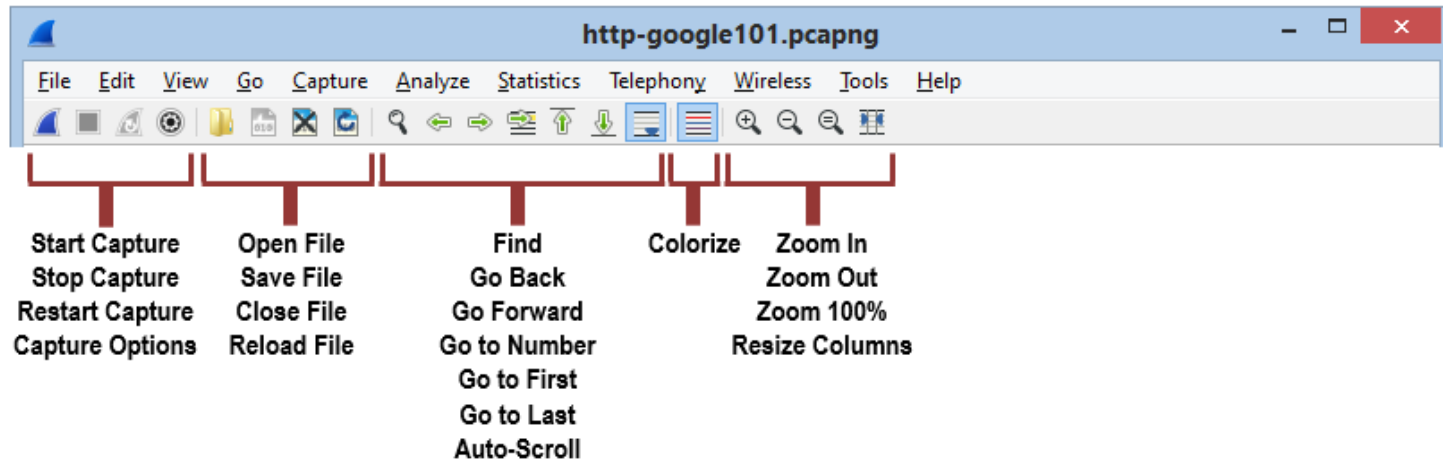 http-google101.pcapng
File Edit View Go Capture Analyze Statistics Telephony Wireless Tools Help
Start Capture
Stop Capture
Restart Capture
Capture Options
Open File
Save File
Close File
Reload File
Find
Go Back
Go Forward
Go to Number
Go to First
Go to Last
Auto-Scroll
Colorize
Zoom In
Zoom Out
Zoom 100%
Resize Columns